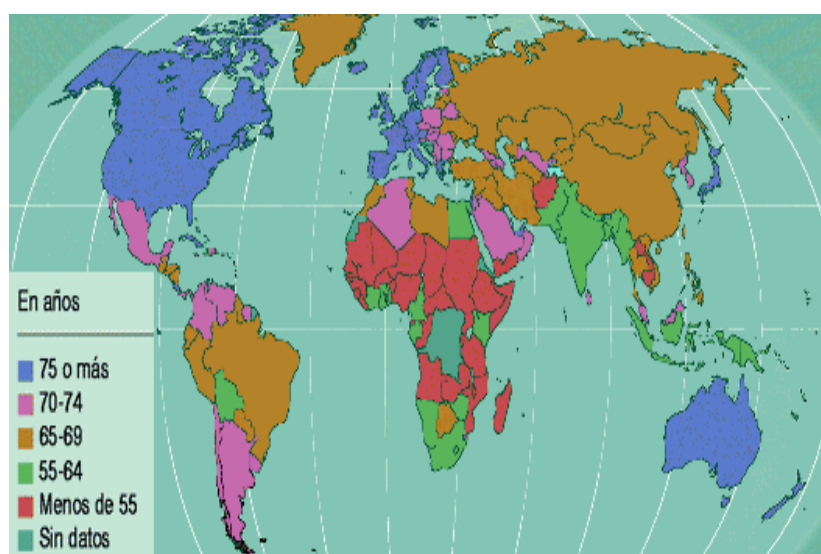 En años
75 o más
70-74
65-69
55-64
Menos de 55
Sin datos